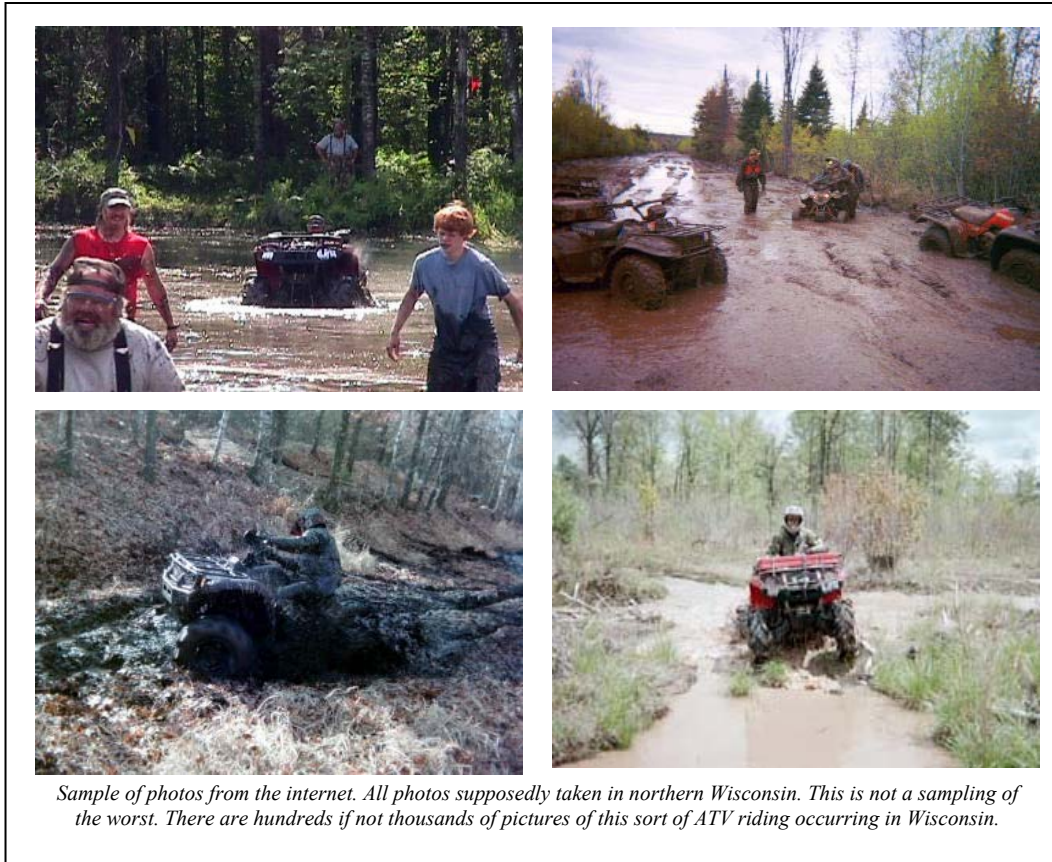 Sample of photos from the internet. All photos supposedly taken in northern Wisconsin. This is not a sampling of
the worst. There are hundreds if not thousands of pictures of this sort of ATV riding occurring in Wisconsin.